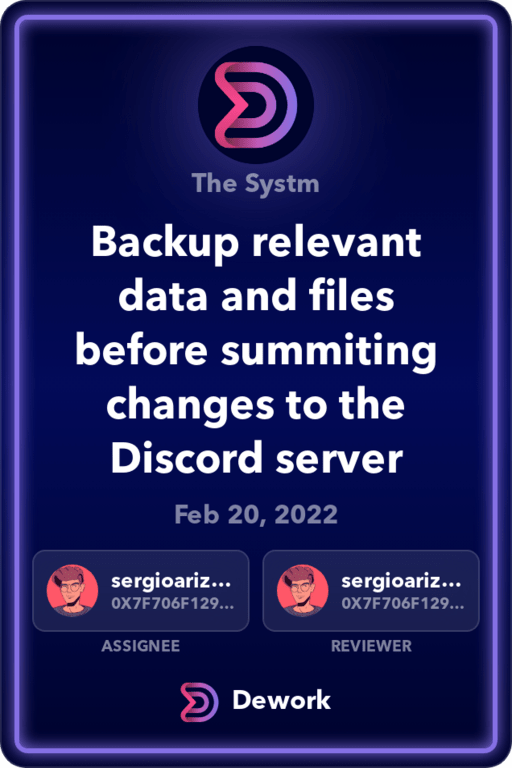 The Systm
Backup relevant
data and files
before summiting
changes to the
Discord server
Feb 20, 2022
sergioariz...
0X7F706F129...
ASSIGNEE
sergioariz...
0X7F706F129...
REVIEWER
Dework